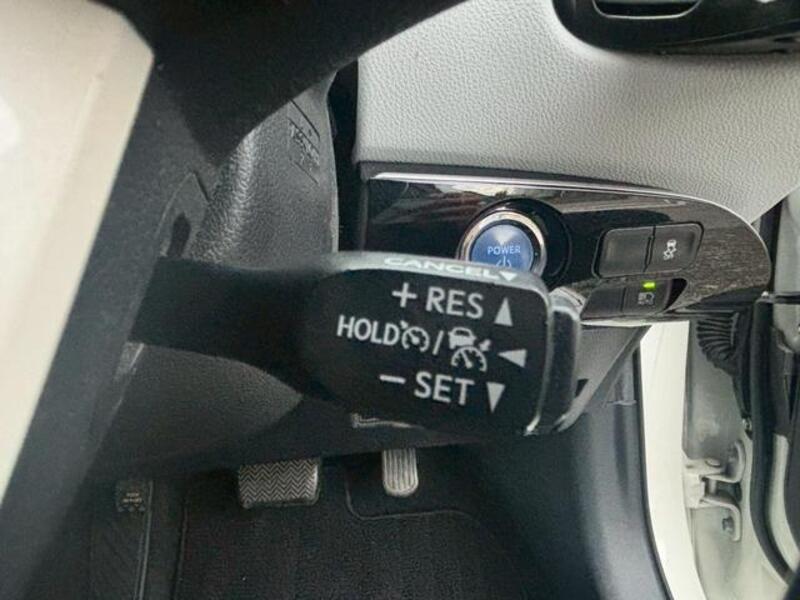 POWER
CANCEL▼
+ RES ▲
HOLD / ◀
− SET ▼